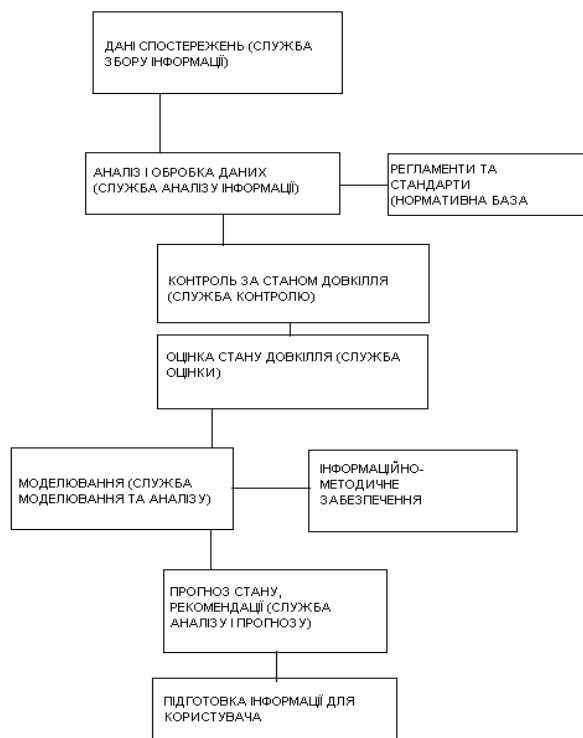 ДАНІ СПОСТЕРЕЖЕНЬ (СЛУЖБА
ЗБОРУ ІНФОРМАЦІЇ)
АНАЛІЗ І ОБРОБКА ДАНИХ
(СЛУЖБА АНАЛІЗУ ІНФОРМАЦІЇ)
РЕГЛАМЕНТИ ТА
СТАНДАРТИ
(НОРМАТИВНА БАЗА
КОНТРОЛЬ ЗА СТАНОМ ДОВКІЛЛЯ
(СЛУЖБА КОНТРОЛЮ)
ОЦІНКА СТАНУ ДОВКІЛЛЯ (СЛУЖБА
ОЦІНКИ)
МОДЕЛЮВАННЯ (СЛУЖБА
МОДЕЛЮВАННЯ ТА АНАЛІЗУ)
ІНФОРМАЦІЙНО-
МЕТОДИЧНЕ
ЗАБЕЗПЕЧЕННЯ
ПРОГНОЗ СТАНУ,
РЕКОМЕНДАЦІЇ (СЛУЖБА
АНАЛІЗУ І ПРОГНОЗУ)
ПІДГОТОВКА ІНФОРМАЦІЇ ДЛЯ
КОРИСТУВАЧА